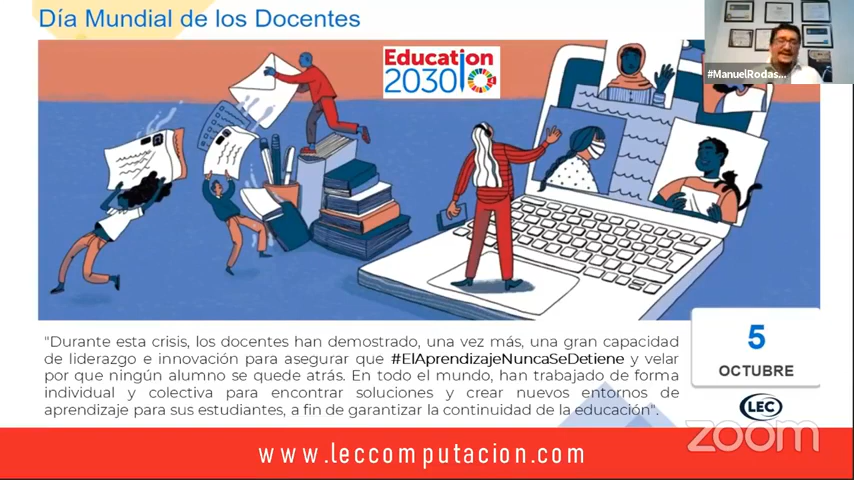 Día Mundial de los Docentes
#ManuelRodas...
Education
2030
"Durante esta crisis, los docentes han demostrado, una vez más, una gran capacidad
de liderazgo e innovación para asegurar que #ElAprendizajeNuncaSeDetiene y velar
por que ningún alumno se quede atrás. En todo el mundo, han trabajado de forma
individual y colectiva para encontrar soluciones y crear nuevos entornos de
aprendizaje para sus estudiantes, a fin de garantizar la continuidad de la educación".
5
OCTUBRE
LEC
zoom
www.leccomputacion.com